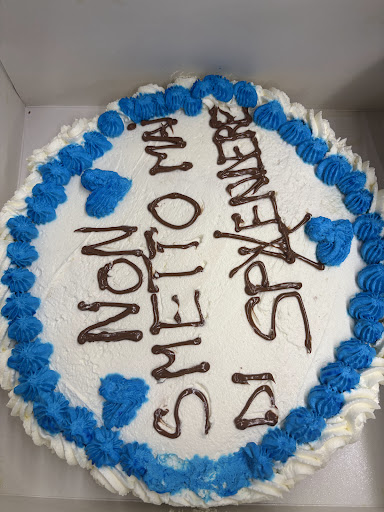 NON
SMETTO MAI
DI SPLENDERE